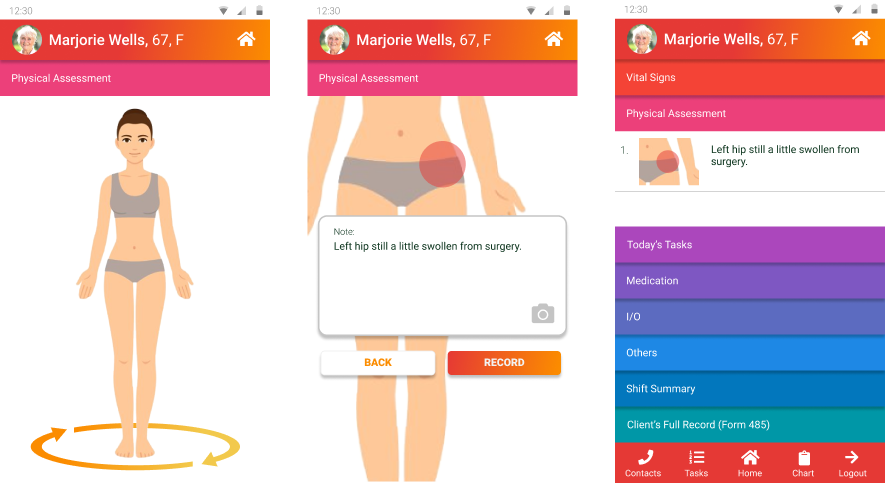 12:30
Marjorie Wells, 67, F
Physical Assessment
12:30
Marjorie Wells, 67, F
Physical Assessment
Note:
Left hip still a little swollen from surgery.
BACK
RECORD
12:30
Marjorie Wells, 67, F
Vital Signs
Physical Assessment
1.
Left hip still a little swollen from
surgery.
Today's Tasks
Medication
I/O
Others
Shift Summary
Client's Full Record (Form 485)
Contacts
Tasks
Home
Chart
Logout